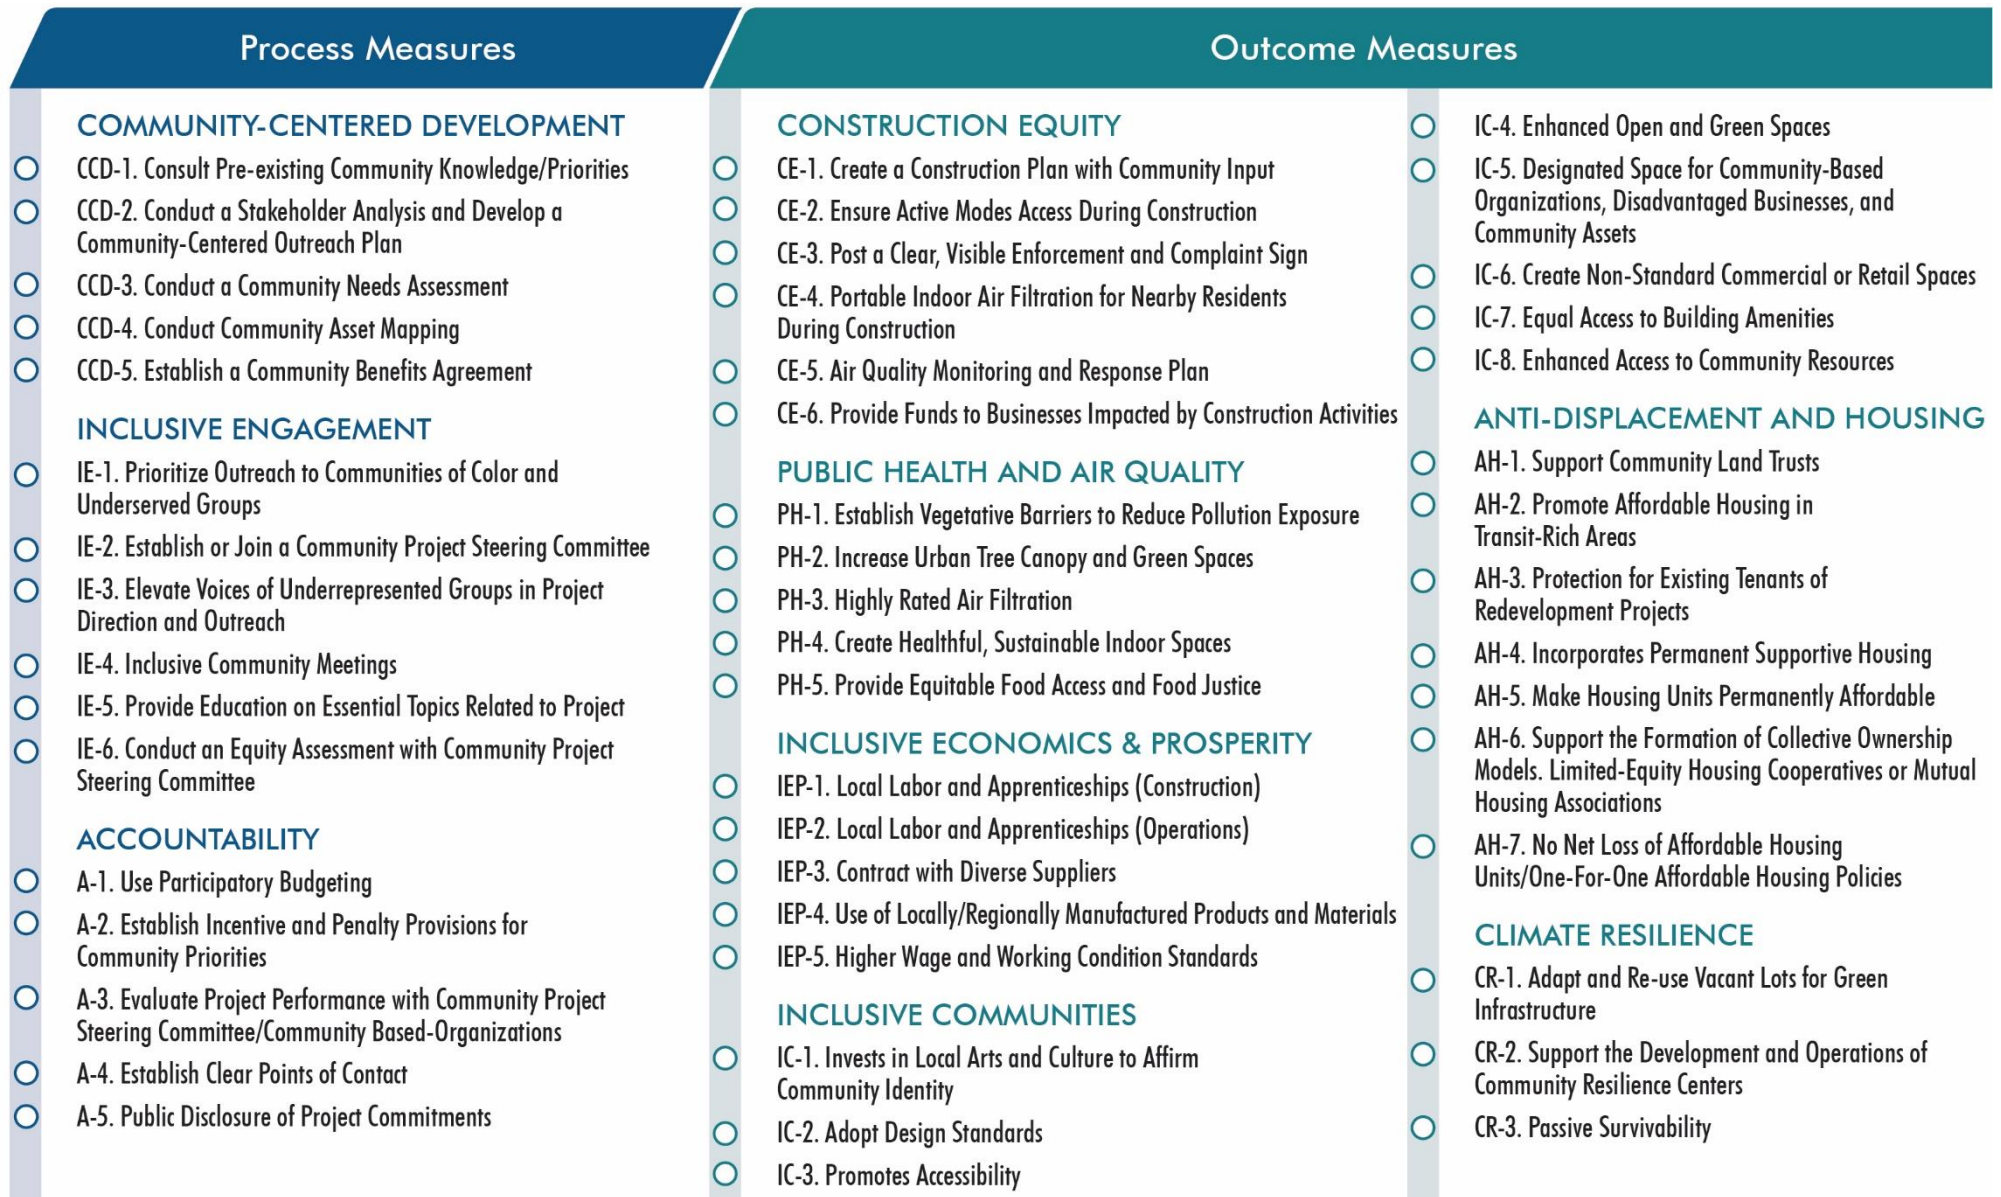 Process Measures
Outcome Measures
COMMUNITY-CENTERED DEVELOPMENT
CCD-1. Consult Pre-existing Community Knowledge/Priorities
CCD-2. Conduct a Stakeholder Analysis and Develop a
Community-Centered Outreach Plan
CCD-3. Conduct a Community Needs Assessment
CCD-4. Conduct Community Asset Mapping
CCD-5. Establish a Community Benefits Agreement
INCLUSIVE ENGAGEMENT
IE-1. Prioritize Outreach to Communities of Color and
Underserved Groups
IE-2. Establish or Join a Community Project Steering Committee
IE-3. Elevate Voices of Underrepresented Groups in Project
Direction and Outreach
IE-4. Inclusive Community Meetings
IE-5. Provide Education on Essential Topics Related to Project
IE-6. Conduct an Equity Assessment with Community Project
Steering Committee
ACCOUNTABILITY
A-1. Use Participatory Budgeting
A-2. Establish Incentive and Penalty Provisions for
Community Priorities
A-3. Evaluate Project Performance with Community Project
Steering Committee/Community Based-Organizations
A-4. Establish Clear Points of Contact
A-5. Public Disclosure of Project Commitments
CONSTRUCTION EQUITY
CE-1. Create a Construction Plan with Community Input
CE-2. Ensure Active Modes Access During Construction
CE-3. Post a Clear, Visible Enforcement and Complaint Sign
CE-4. Portable Indoor Air Filtration for Nearby Residents
During Construction
CE-5. Air Quality Monitoring and Response Plan
CE-6. Provide Funds to Businesses Impacted by Construction Activities
PUBLIC HEALTH AND AIR QUALITY
PH-1. Establish Vegetative Barriers to Reduce Pollution Exposure
PH-2. Increase Urban Tree Canopy and Green Spaces
PH-3. Highly Rated Air Filtration
PH-4. Create Healthful, Sustainable Indoor Spaces
PH-5. Provide Equitable Food Access and Food Justice
INCLUSIVE ECONOMICS & PROSPERITY
IEP-1. Local Labor and Apprenticeships (Construction)
IEP-2. Local Labor and Apprenticeships (Operations)
IEP-3. Contract with Diverse Suppliers
IEP-4. Use of Locally/Regionally Manufactured Products and Materials
IEP-5. Higher Wage and Working Condition Standards
INCLUSIVE COMMUNITIES
IC-1. Invests in Local Arts and Culture to Affirm
Community Identity
IC-2. Adopt Design Standards
IC-3. Promotes Accessibility
IC-4. Enhanced Open and Green Spaces
IC-5. Designated Space for Community-Based
Organizations, Disadvantaged Businesses, and
Community Assets
IC-6. Create Non-Standard Commercial or Retail Spaces
IC-7. Equal Access to Building Amenities
IC-8. Enhanced Access to Community Resources
ANTI-DISPLACEMENT AND HOUSING
AH-1. Support Community Land Trusts
AH-2. Promote Affordable Housing in
Transit-Rich Areas
AH-3. Protection for Existing Tenants of
Redevelopment Projects
AH-4. Incorporates Permanent Supportive Housing
AH-5. Make Housing Units Permanently Affordable
AH-6. Support the Formation of Collective Ownership
Models. Limited-Equity Housing Cooperatives or Mutual
Housing Associations
AH-7. No Net Loss of Affordable Housing
Units/One-For-One Affordable Housing Policies
CLIMATE RESILIENCE
CR-1. Adapt and Re-use Vacant Lots for Green
Infrastructure
CR-2. Support the Development and Operations of
Community Resilience Centers
CR-3. Passive Survivability